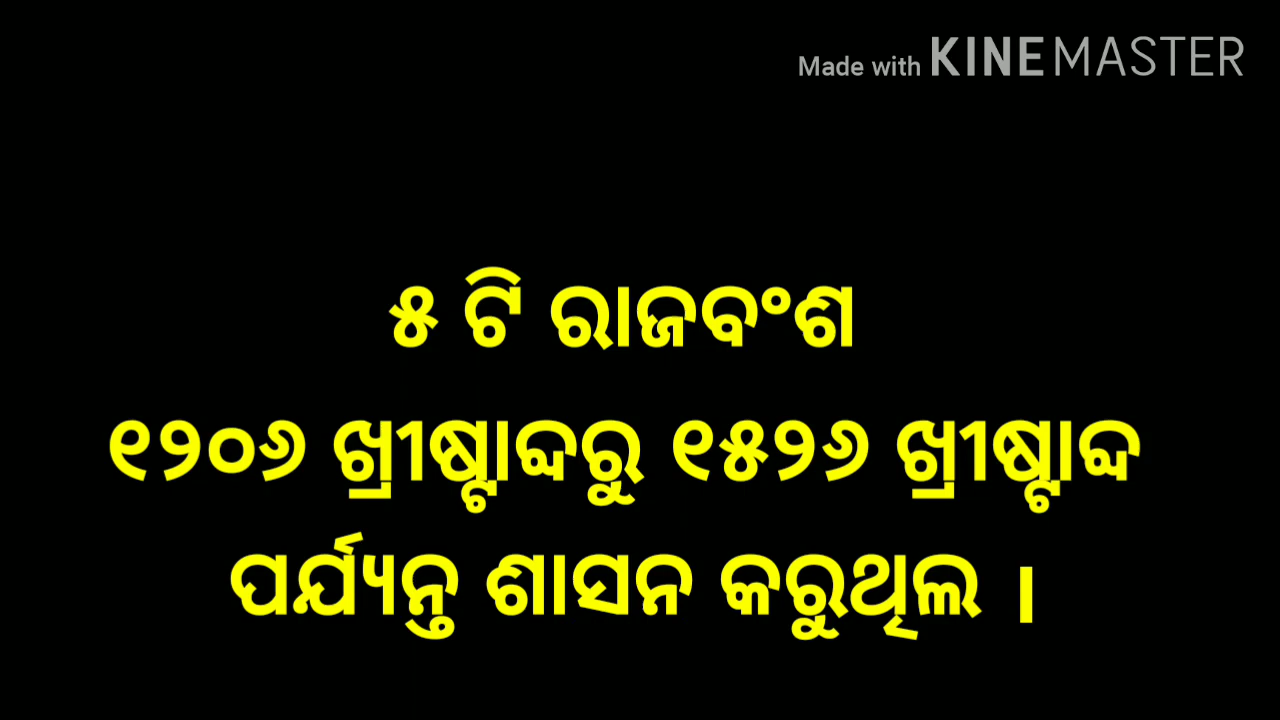 Made with KINEMASTER
୫ ଟି ରାଜବଂଶ
୧୨୦୬ ଖ୍ରୀଷ୍ଟାବ୍ଦରୁ ୧୫୨୬ ଖ୍ରୀଷ୍ଟାବ୍ଦ
ପର୍ଯ୍ୟନ୍ତ ଶାସନ କରୁଥିଲ ।